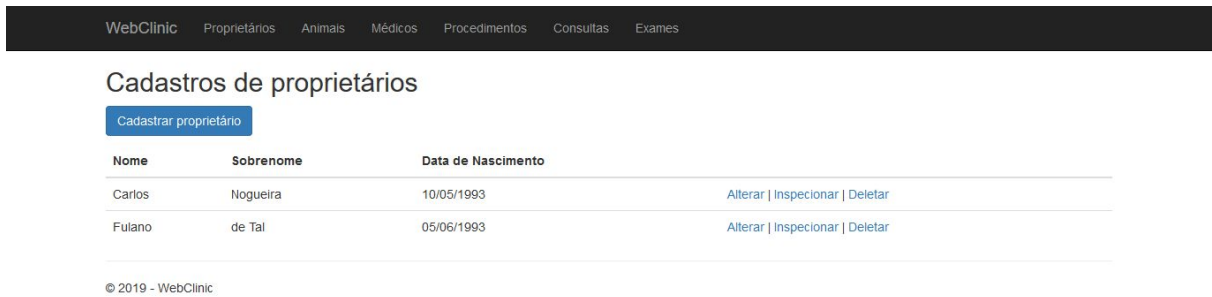 WebClinic Proprietários Animais Médicos Procedimentos Consultas Exames
Cadastros de proprietários
Cadastrar proprietário
Nome Sobrenome Data de Nascimento
Carlos Nogueira 10/05/1993 Alterar | Inspecionar | Deletar
Fulano de Tal 05/06/1993 Alterar | Inspecionar | Deletar
© 2019 - WebClinic